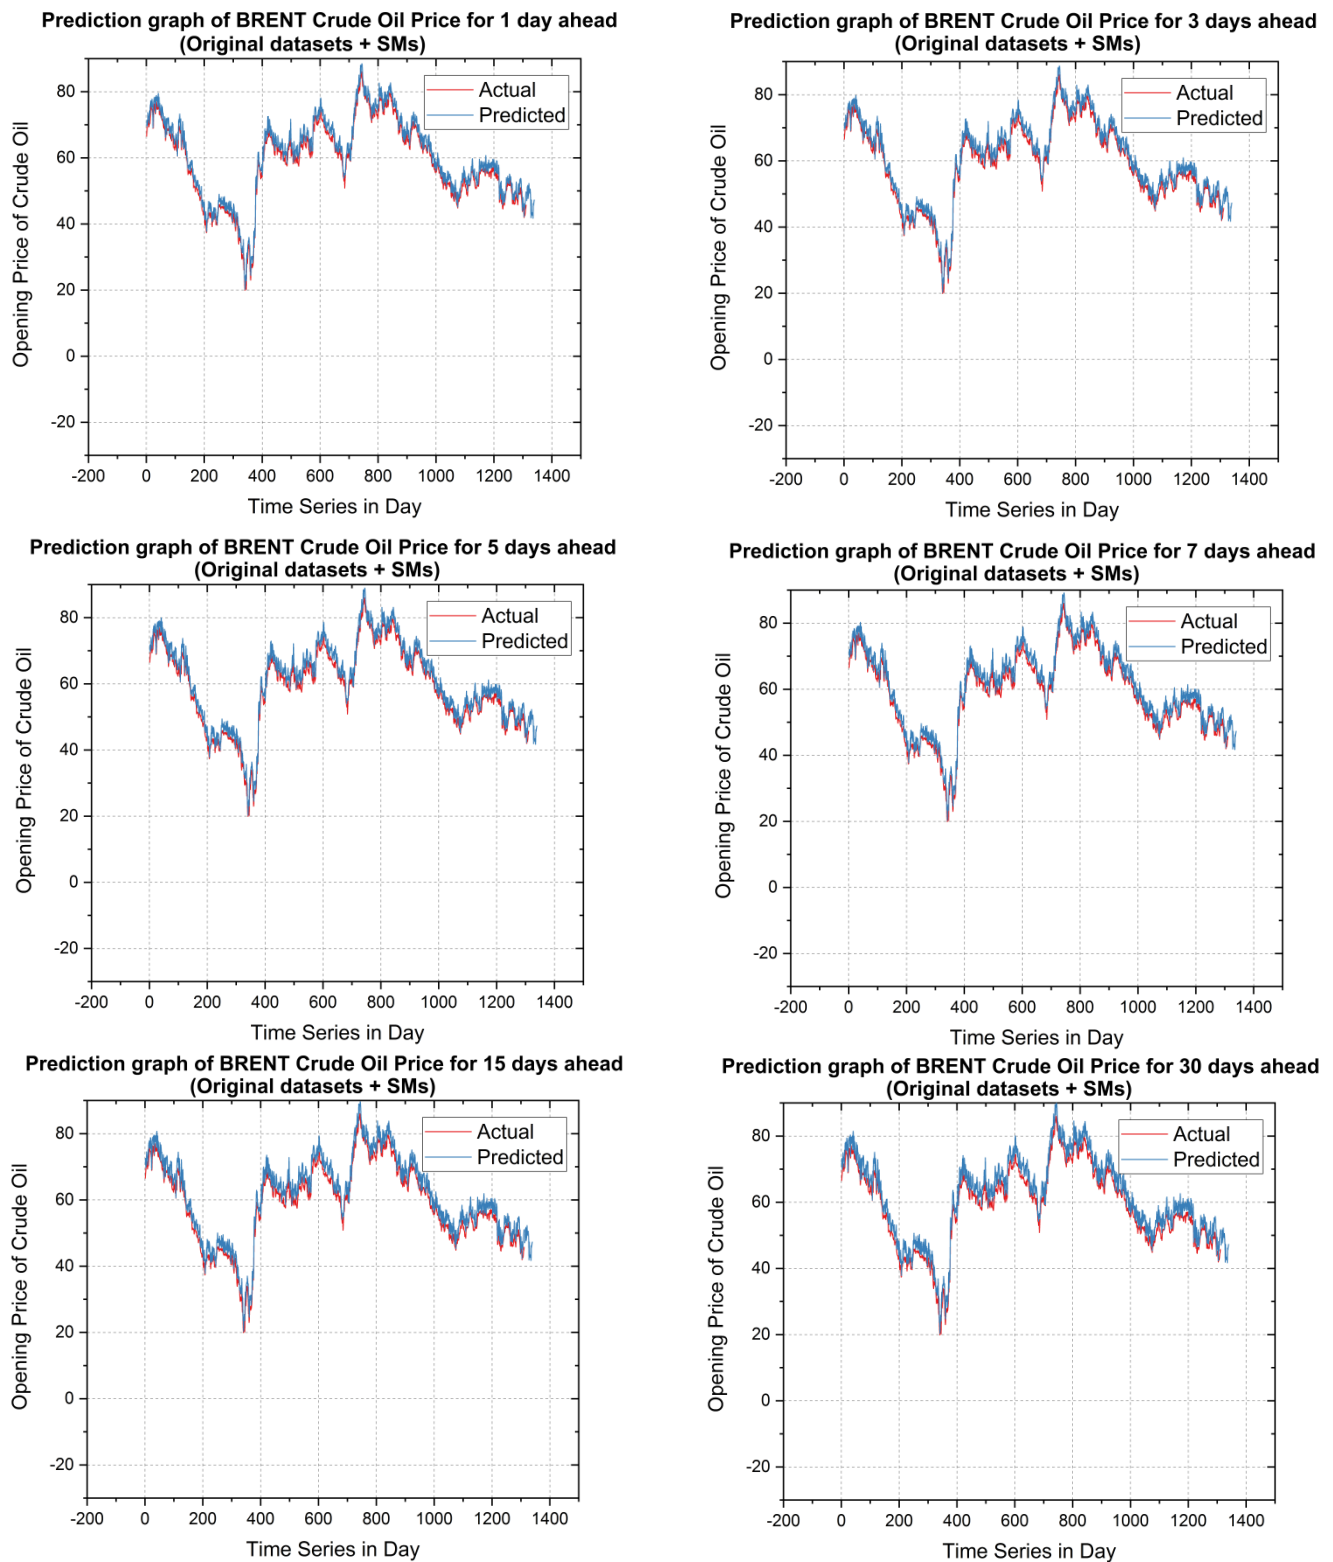 Prediction graph of BRENT Crude Oil Price for 1 day ahead
(Original datasets + SMs)
Actual
Predicted
Opening Price of Crude Oil
80
60
40
20
0
-20
-200 0 200 400 600 800 1000 1200 1400
Time Series in Day
Prediction graph of BRENT Crude Oil Price for 3 days ahead
(Original datasets + SMs)
Actual
Predicted
Opening Price of Crude Oil
80
60
40
20
0
-20
-200 0 200 400 600 800 1000 1200 1400
Time Series in Day
Prediction graph of BRENT Crude Oil Price for 5 days ahead
(Original datasets + SMs)
Actual
Predicted
Opening Price of Crude Oil
80
60
40
20
0
-20
-200 0 200 400 600 800 1000 1200 1400
Time Series in Day
Prediction graph of BRENT Crude Oil Price for 7 days ahead
(Original datasets + SMs)
Actual
Predicted
Opening Price of Crude Oil
80
60
40
20
0
-20
-200 0 200 400 600 800 1000 1200 1400
Time Series in Day
Prediction graph of BRENT Crude Oil Price for 15 days ahead
(Original datasets + SMs)
Actual
Predicted
Opening Price of Crude Oil
80
60
40
20
0
-20
-200 0 200 400 600 800 1000 1200 1400
Time Series in Day
Prediction graph of BRENT Crude Oil Price for 30 days ahead
(Original datasets + SMs)
Actual
Predicted
Opening Price of Crude Oil
80
60
40
20
0
-20
-200 0 200 400 600 800 1000 1200 1400
Time Series in Day